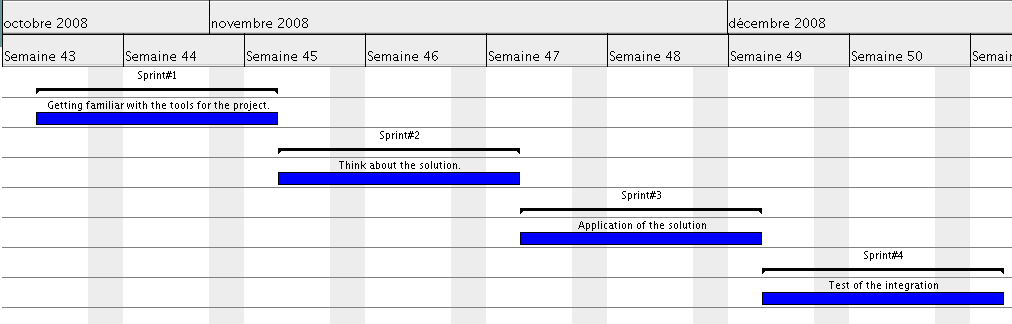 octobre 2008 novembre 2008 décembre 2008
Semaine 43 Semaine 44 Semaine 45 Semaine 46 Semaine 47 Semaine 48 Semaine 49 Semaine 50 Semain
Sprint#1
Getting familiar with the tools for the project.
Sprint#2
Think about the solution.
Sprint#3
Application of the solution
Sprint#4
Test of the integration